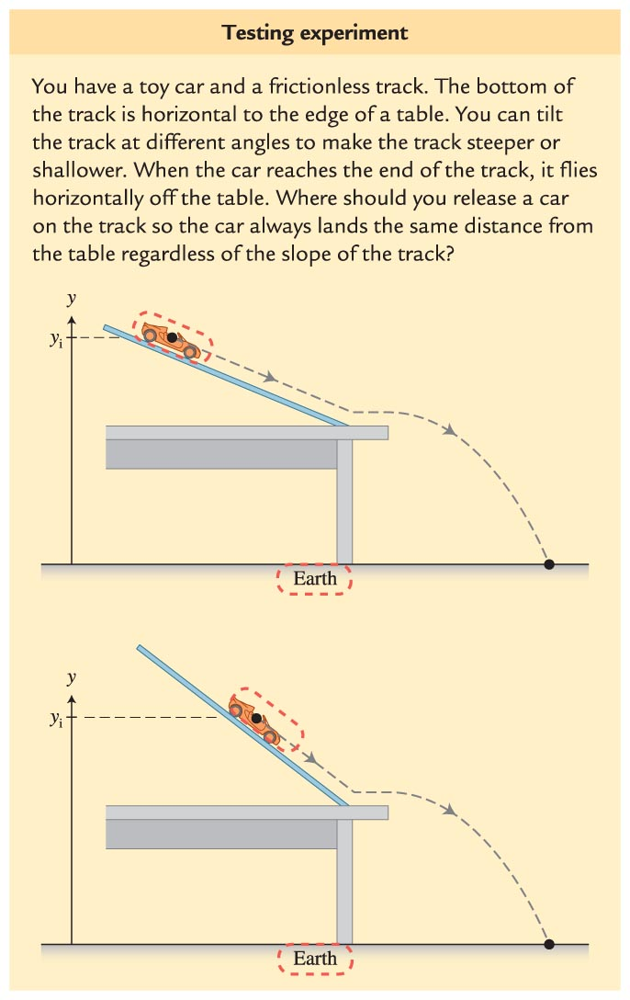 Testing experiment
You have a toy car and a frictionless track. The bottom of
the track is horizontal to the edge of a table. You can tilt
the track at different angles to make the track steeper or
shallower. When the car reaches the end of the track, it flies
horizontally off the table. Where should you release a car
on the track so the car always lands the same distance from
the table regardless of the slope of the track?
y
yi
Earth
y
yi
Earth